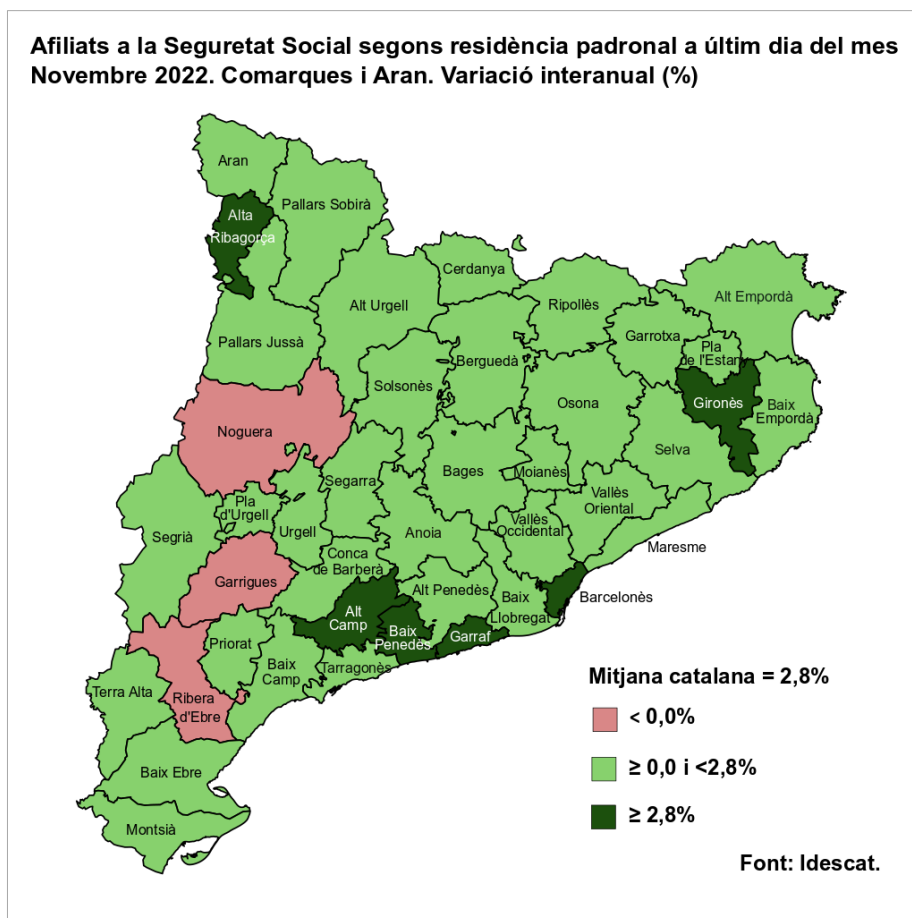 Afiliats a la Seguretat Social segons residència padronal a últim dia del mes
Novembre 2022. Comarques i Aran. Variació interanual (%)
Aran
Pallars Sobirà
Alta
Ribagorça
Cerdanya
Alt Urgell
Ripollès
Alt Empordà
Garrotxa
Pallars Jussà
Pla
de l'Estany
Berguedà
Solsonès
Osona
Gironès
Baix
Empordà
Noguera
Selva
Bages
Moianès
Segarra
Vallès
Oriental
Pla
d'Urgell
Urgell
Anoia
Vallès
Occidental
Segrià
Maresme
Conca
de Barberà
Garrigues
Alt Penedès
Baix
Llobregat
Barcelonès
Alt
Camp
Baix
Penedès
Garraf
Priorat
Baix
Camp
Tarragonès
Terra Alta
Ribera
d'Ebre
Baix Ebre
Montsià
Mitjana catalana = 2,8%
< 0,0%
≥ 0,0 i <2,8%
≥ 2,8%
Font: Idescat.